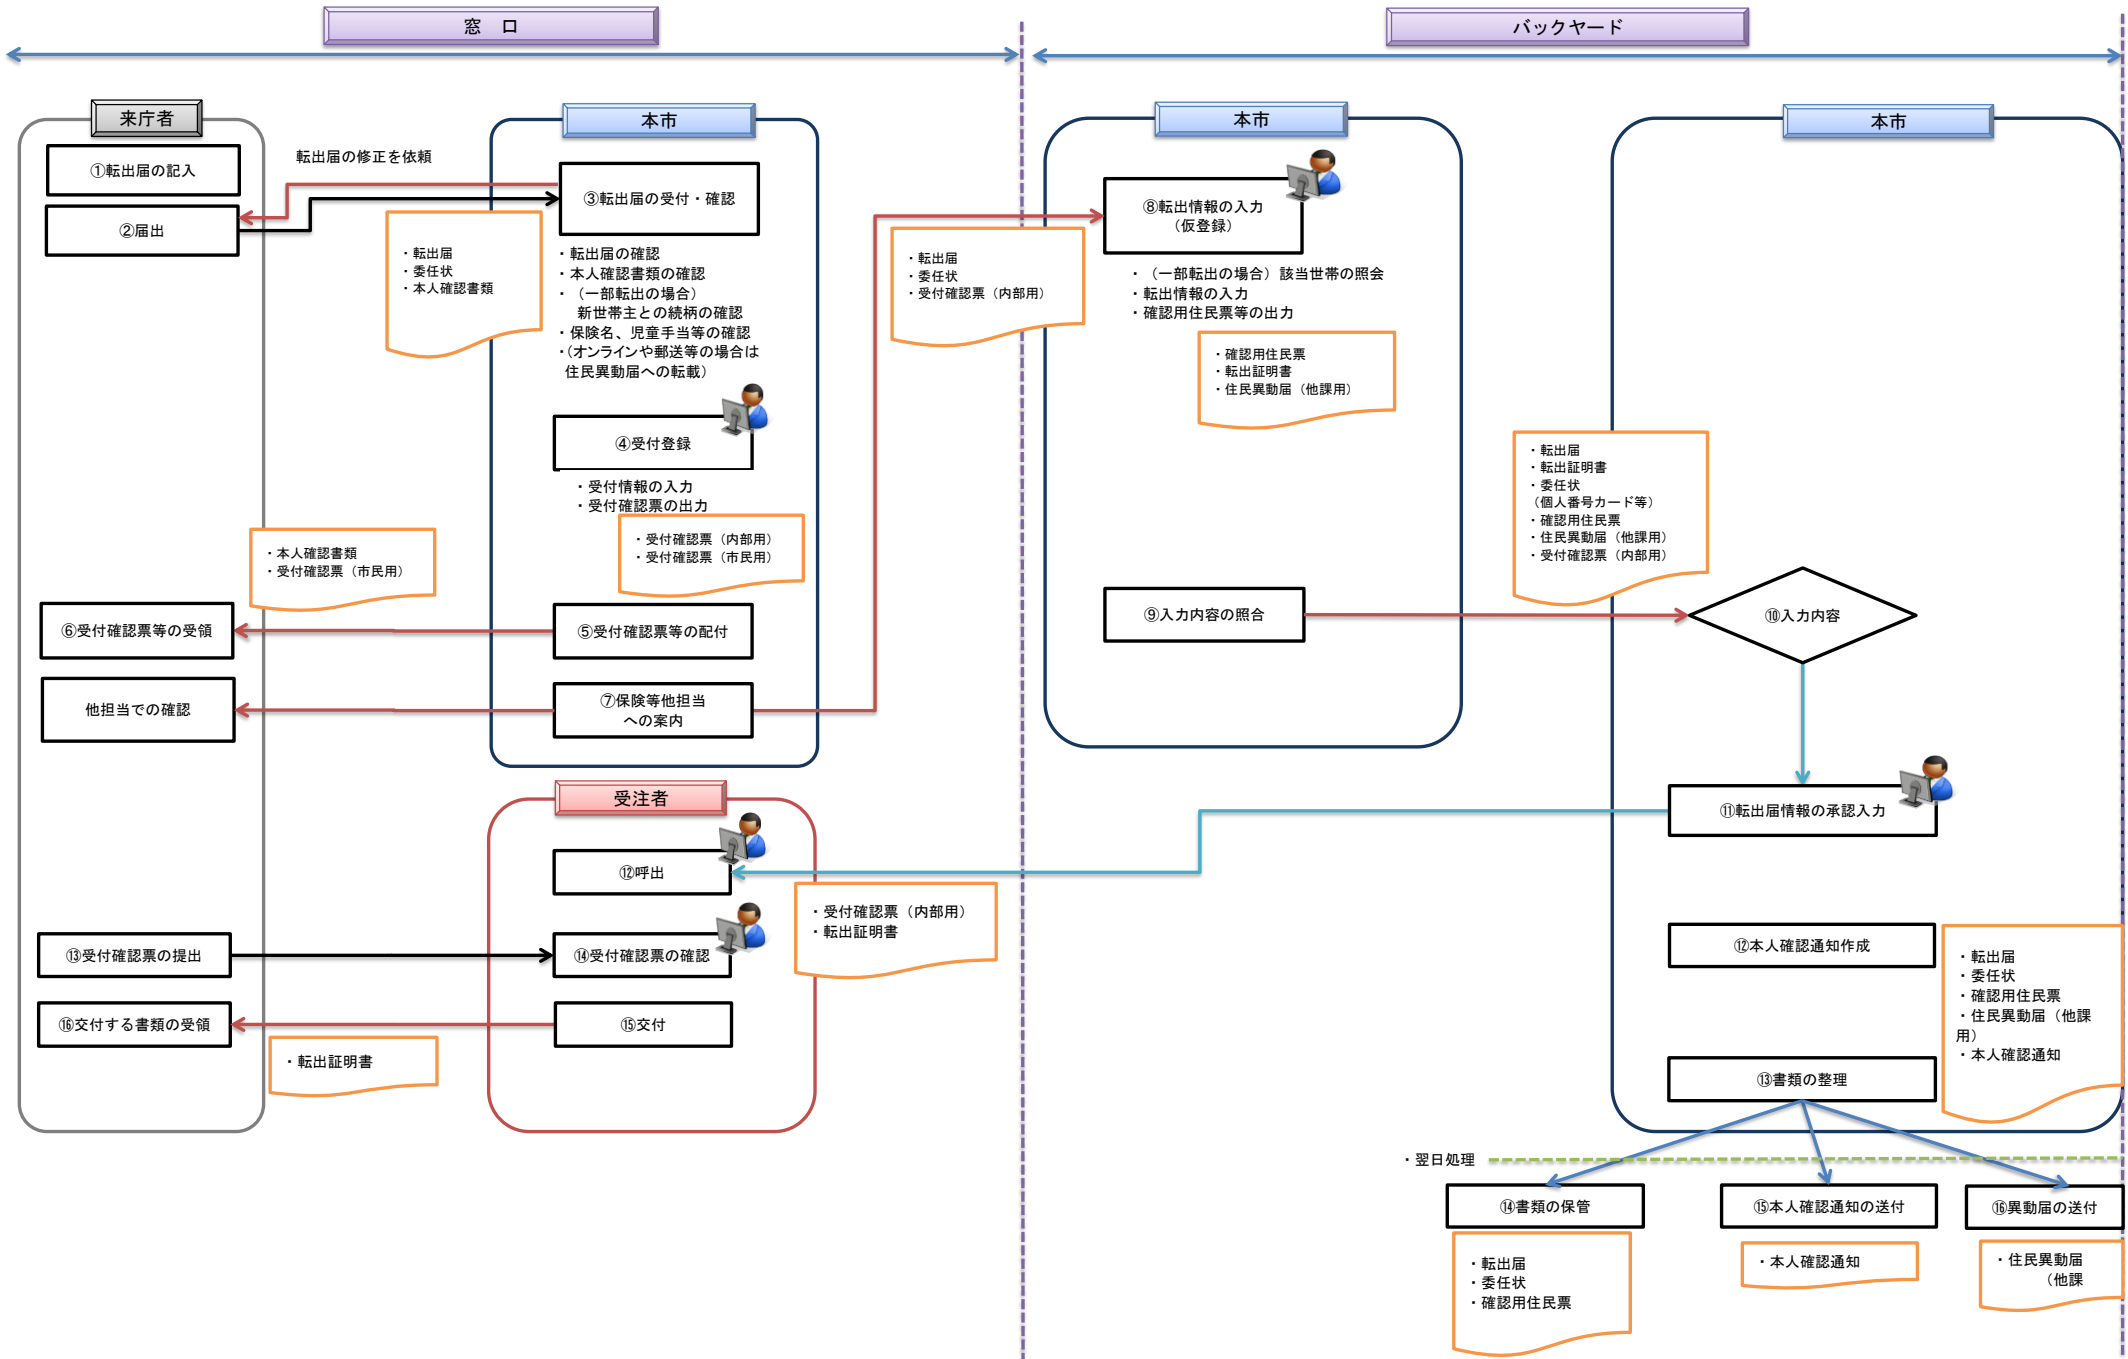 窓　口
バックヤード
来庁者
①転出届の記入
②届出
転出届の修正を依頼
本市
③転出届の受付・確認
・転出届
・委任状
・本人確認書類
・転出届の確認
・本人確認書類の確認
・（一部転出の場合）
新世帯主との続柄の確認
・保険名、児童手当等の確認
・（オンラインや郵送等の場合は
住民異動届への転載）
④受付登録
・受付情報の入力
・受付確認票の出力
・受付確認票（内部用）
・受付確認票（市民用）
・本人確認書類
・受付確認票（市民用）
⑥受付確認票等の受領
⑤受付確認票等の配付
他担当での確認
⑦保険等他担当
への案内
・転出届
・委任状
・受付確認票（内部用）
本市
⑧転出情報の入力
（仮登録）
・（一部転出の場合）該当世帯の照会
・転出情報の入力
・確認用住民票等の出力
・確認用住民票
・転出証明書
・住民異動届（他課用）
⑨入力内容の照合
本市
・転出届
・転出証明書
・委任状
（個人番号カード等）
・確認用住民票
・住民異動届（他課用）
・受付確認票（内部用）
⑩入力内容
⑪転出届情報の承認入力
受注者
⑫呼出
・受付確認票（内部用）
・転出証明書
⑬受付確認票の提出
⑭受付確認票の確認
⑯交付する書類の受領
⑮交付
・転出証明書
⑫本人確認通知作成
・転出届
・委任状
・確認用住民票
・住民異動届（他課
用）
・本人確認通知
⑬書類の整理
・翌日処理
⑭書類の保管
⑮本人確認通知の送付
⑯異動届の送付
・転出届
・委任状
・確認用住民票
・本人確認通知
・住民異動届
（他課